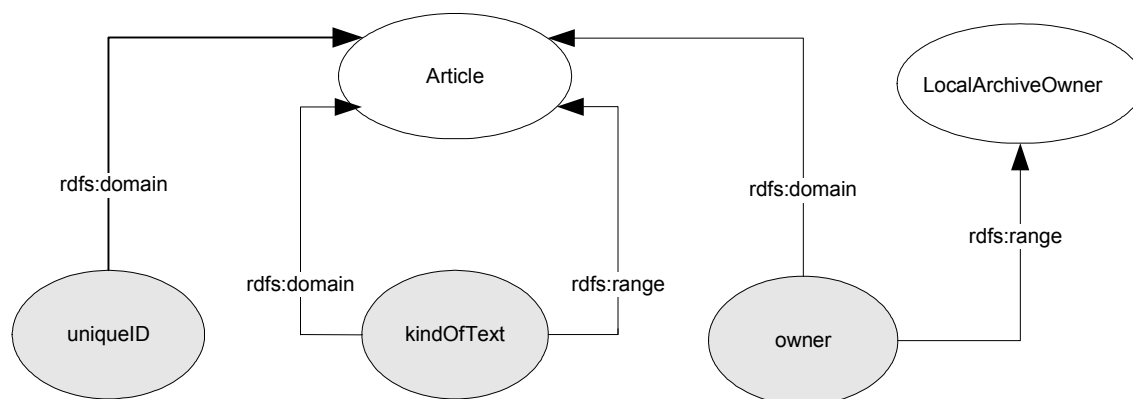 Article
LocalArchiveOwner
rdfs:domain
rdfs:domain
rdfs:range
rdfs:domain
rdfs:range
uniqueID
kindOfText
owner